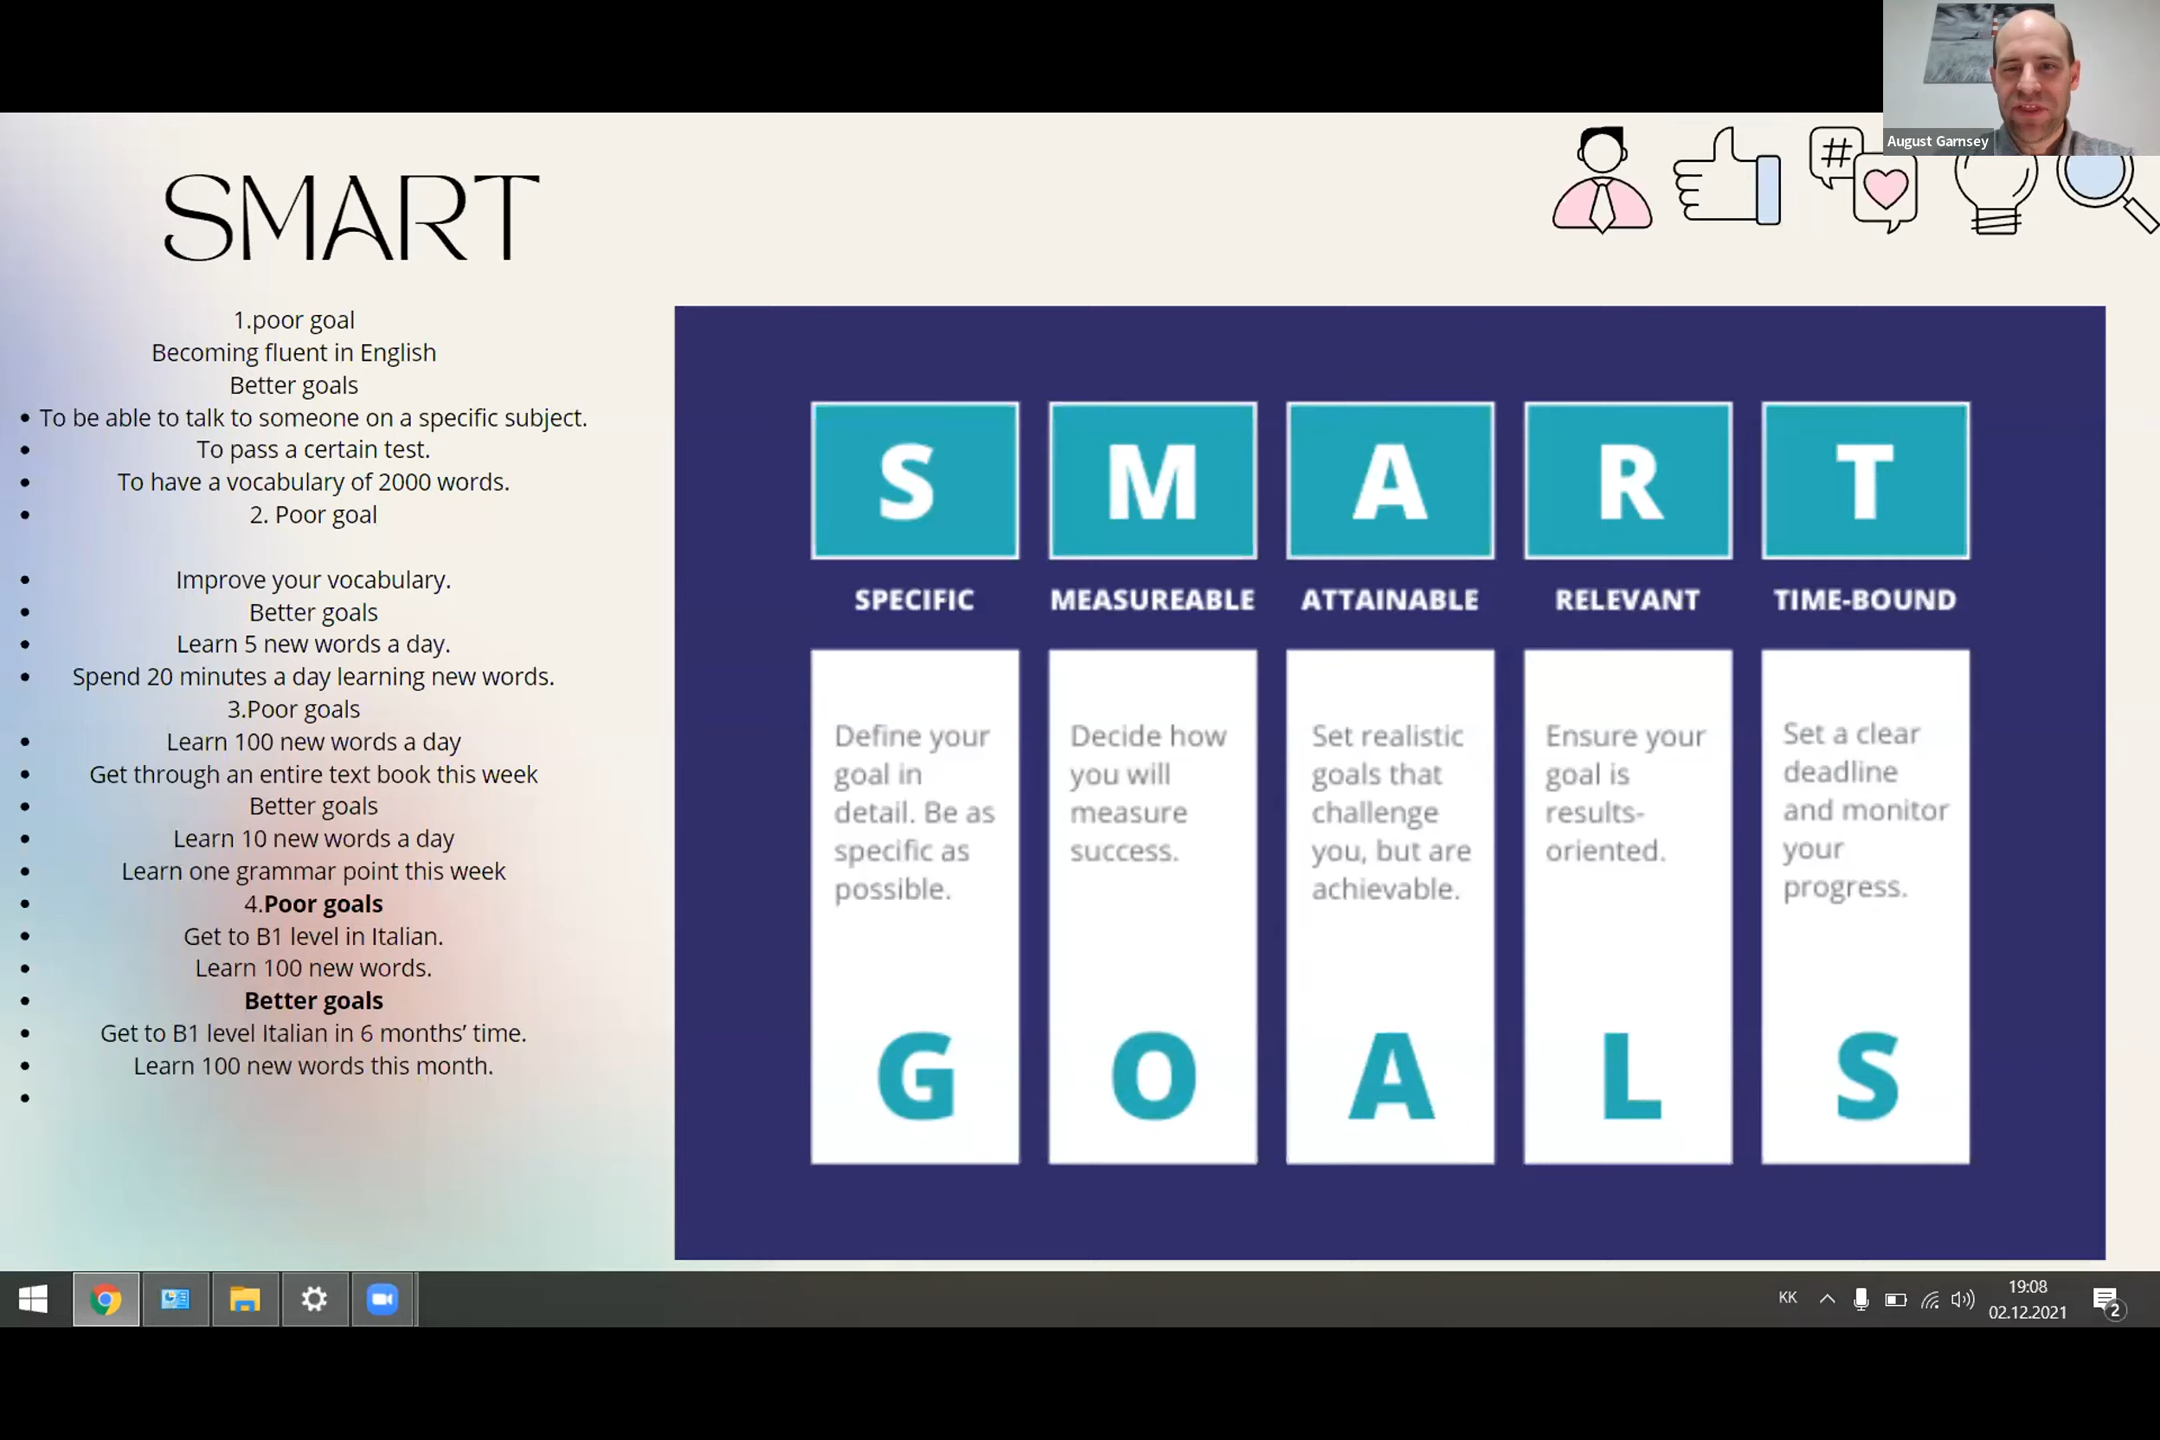 August Garnsey
#
SMART
1.poor goal
Becoming fluent in English
Better goals
• To be able to talk to someone on a specific subject.
• To pass a certain test.
• To have a vocabulary of 2000 words.
• 2. Poor goal
• Improve your vocabulary.
• Better goals
• Learn 5 new words a day.
• Spend 20 minutes a day learning new words.
3.Poor goals
• Learn 100 new words a day
• Get through an entire text book this week
• Better goals
• Learn 10 new words a day
• Learn one grammar point this week
• 4.Poor goals
• Get to B1 level in Italian.
• Learn 100 new words.
• Better goals
• Get to B1 level Italian in 6 months’ time.
• Learn 100 new words this month.
•
S M A R T
SPECIFIC MEASUREABLE ATTAINABLE RELEVANT TIME-BOUND
Define your
goal in
detail. Be as
specific as
possible.
Decide how
you will
measure
success.
Set realistic
goals that
challenge
you, but are
achievable.
Ensure your
goal is
results-
oriented.
Set a clear
deadline
and monitor
your
progress.
G O A L S
KK
19:08
02.12.2021
2